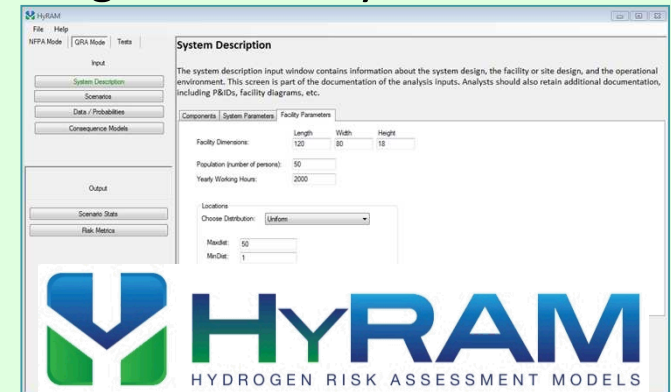 HyRAM
File Help
NFPA Mode QRA Mode Tests
Input
System Description
Scenarios
Data / Probabilities
Consequence Models
Output
Scenario Stats
Risk Metrics
System Description
The system description input window contains information about the system design, the facility or site design, and the operational
environment. This screen is part of the documentation of the analysis inputs. Analysts should also retain additional documentation,
including P&IDs, facility diagrams, etc.
Components System Parameters Facility Parameters
Length Width Height
Facility Dimensions: 120 80 18
Population (number of persons): 50
Yearly Working Hours: 2000
Locations
Choose Distribution: Uniform
Maxdist: 50
MinDist: 1
HyRAM
HYDROGEN RISK ASSESSMENT MODELS